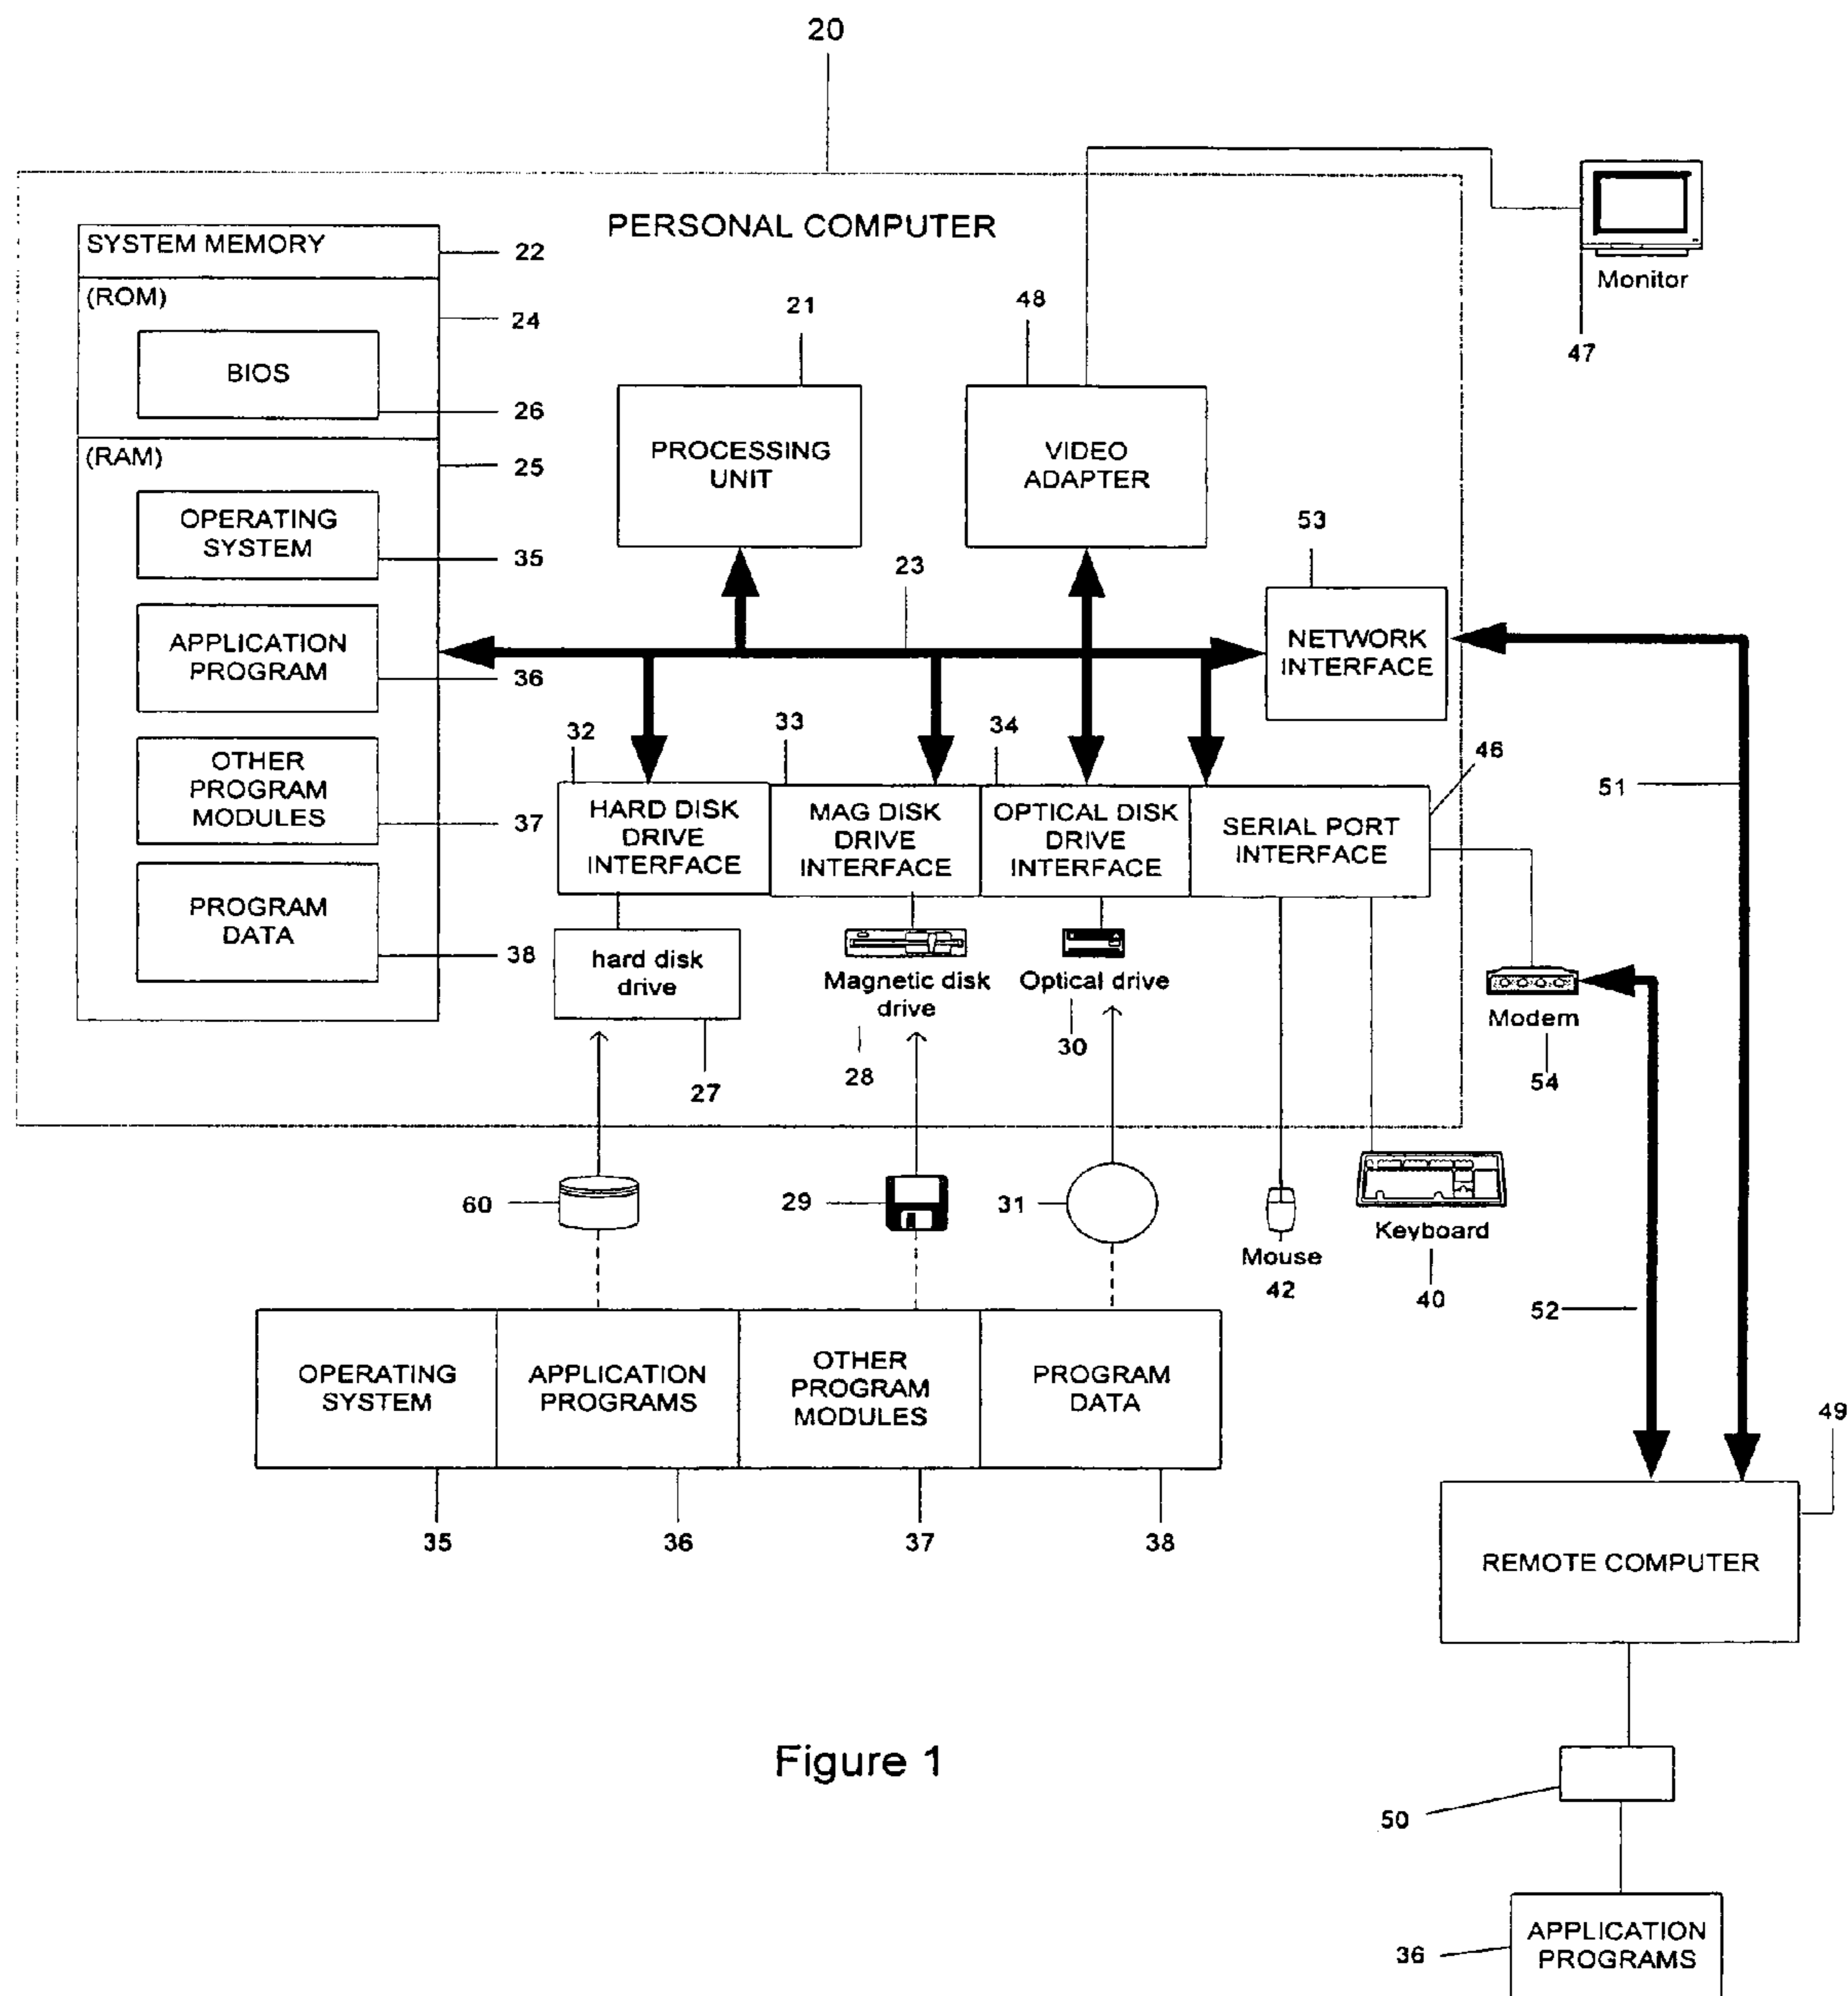 20
PERSONAL COMPUTER
SYSTEM MEMORY
22
(ROM)
24
BIOS
26
(RAM)
25
OPERATING
SYSTEM
35
APPLICATION
PROGRAM
36
OTHER
PROGRAM
MODULES
37
PROGRAM
DATA
38
21
PROCESSING
UNIT
48
VIDEO
ADAPTER
Monitor
47
23
53
NETWORK
INTERFACE
32
HARD DISK
DRIVE
INTERFACE
33
MAG DISK
DRIVE
INTERFACE
34
OPTICAL DISK
DRIVE
INTERFACE
46
SERIAL PORT
INTERFACE
51
hard disk
drive
27
Magnetic disk
drive
28
Optical drive
30
Modem
54
60
29
31
Mouse
42
Keyboard
40
52
OPERATING
SYSTEM
APPLICATION
PROGRAMS
OTHER
PROGRAM
MODULES
PROGRAM
DATA
35
36
37
38
49
REMOTE COMPUTER
Figure 1
50
36
APPLICATION
PROGRAMS